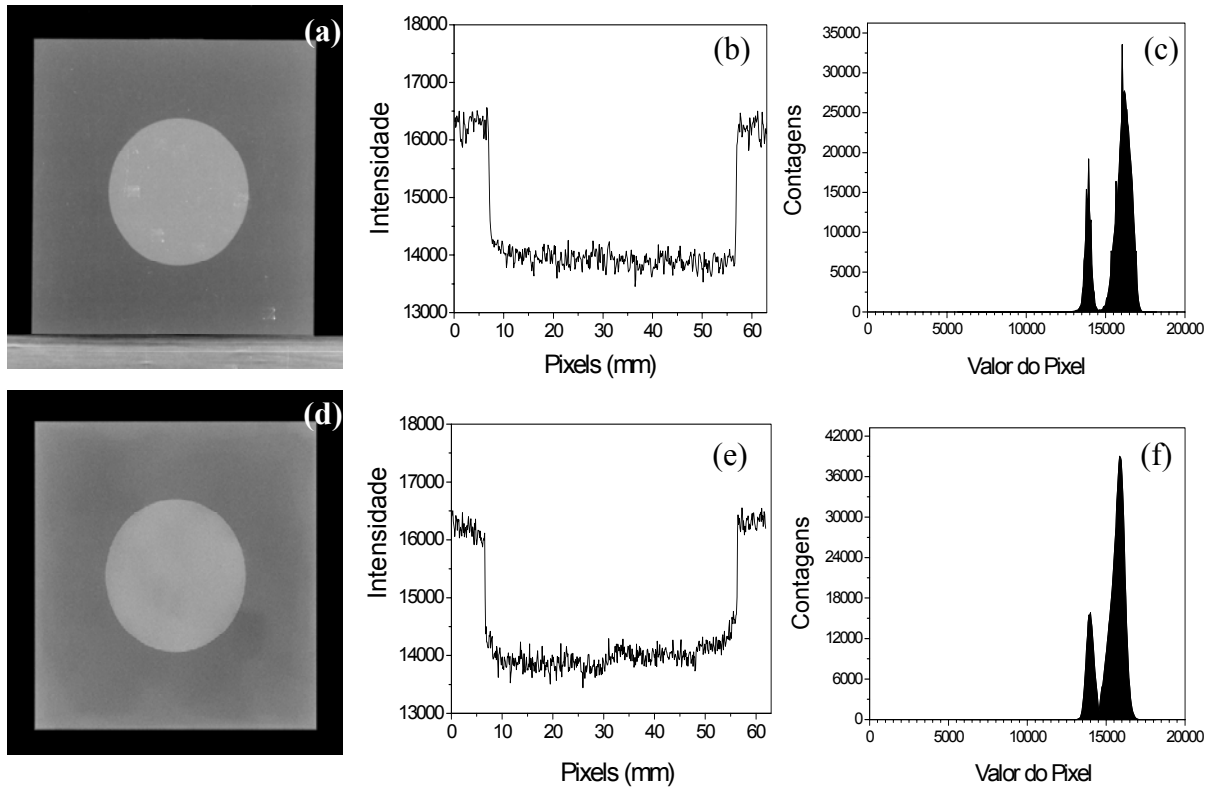 (a)
18000
17000
16000
15000
14000
13000
Intensidade
0 10 20 30 40 50 60
Pixels (mm)
(b)
35000
30000
25000
20000
15000
10000
5000
0
Contagens
0 5000 10000 15000 20000
Valor do Pixel
(c)
(d)
18000
17000
16000
15000
14000
13000
Intensidade
0 10 20 30 40 50 60
Pixels (mm)
(e)
42000
36000
30000
24000
18000
12000
6000
0
Contagens
0 5000 10000 15000 20000
Valor do Pixel
(f)